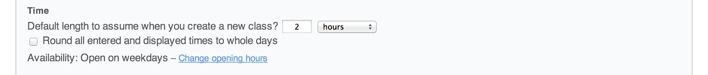 Time
Default length to assume when you create a new class? 2 hours
Round all entered and displayed times to whole days
Availability: Open on weekdays – Change opening hours